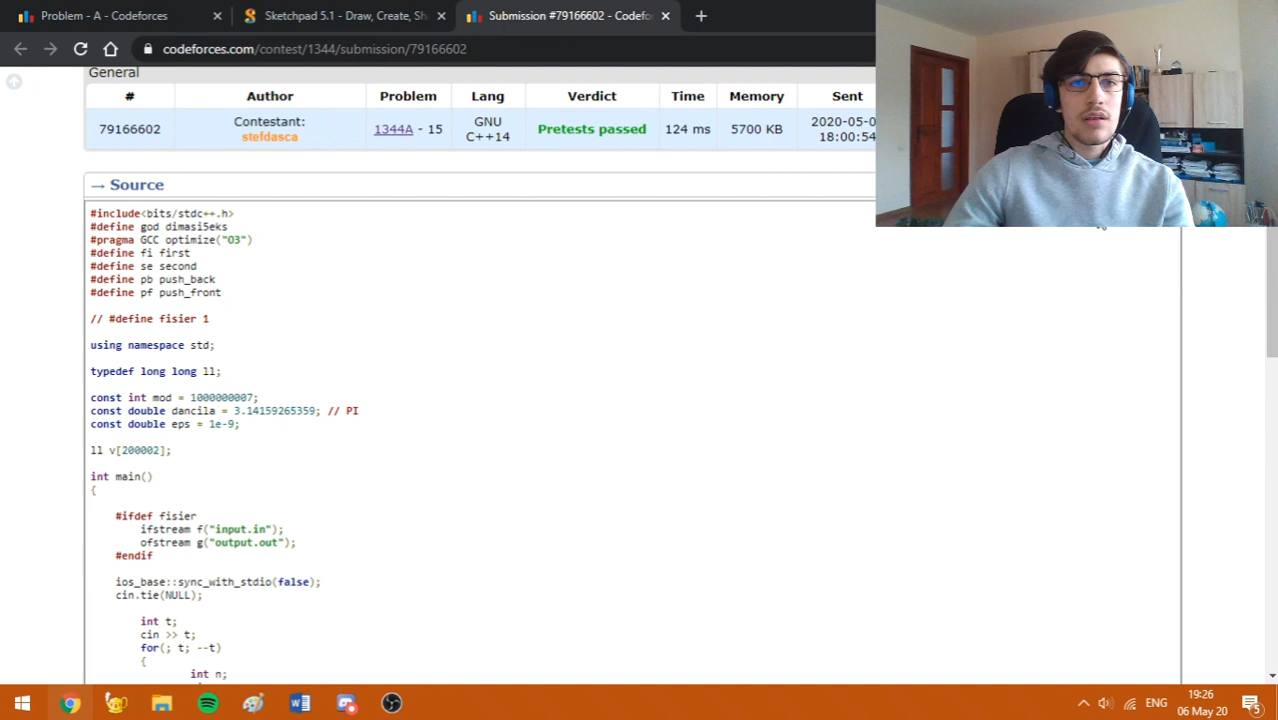 Problem - A - Codeforces
Sketchpad 5.1 - Draw, Create, Sh
Submission #79166602 - Codefo
codeforces.com/contest/1344/submission/79166602
General
# Author Problem Lang Verdict Time Memory Sent
79166602 Contestant: stefdasca 1344A - 15 GNU C++14 Pretests passed 124 ms 5700 KB 2020-05-0 18:00:54
→ Source
#include<bits/stdc++.h>
#define god dimasi5eks
#pragma GCC optimize("O3")
#define fi first
#define se second
#define pb push_back
#define pf push_front
// #define fisier 1
using namespace std;
typedef long long ll;
const int mod = 1000000007;
const double dancila = 3.14159265359; // PI
const double eps = 1e-9;
ll v[200002];
int main()
{
#ifdef fisier
ifstream f("input.in");
ofstream g("output.out");
#endif
ios_base::sync_with_stdio(false);
cin.tie(NULL);
int t;
cin >> t;
for(; t; --t)
{
int n;
ENG
19:26
06 May 20
5